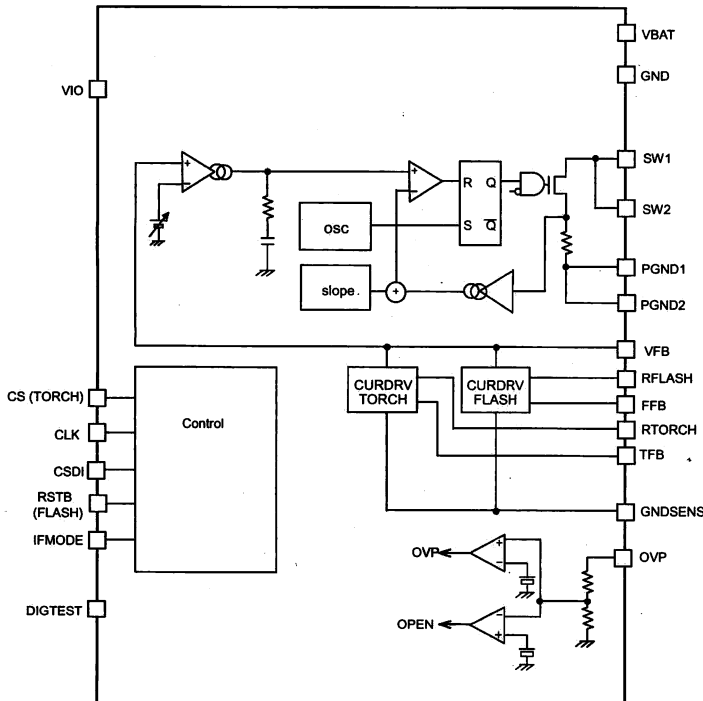 VBAT
GND
VIO
SW1
SW2
PGND1
PGND2
+
−
+
−
R Q
S Q̅
osc
slope.
+
VFB
CURDRV
TORCH
CURDRV
FLASH
RFLASH
FFB
RTORCH
TFB
GNDSENS
CS (TORCH)
CLK
CSDI
RSTB
(FLASH)
IFMODE
DIGTEST
Control
OVP
+
−
OVP
OPEN
−
+